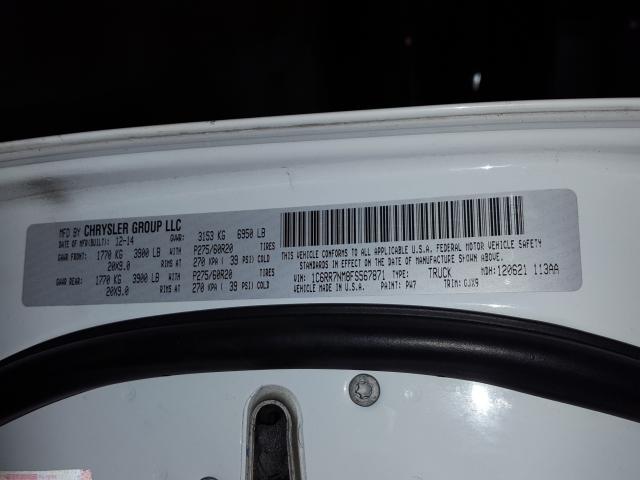 MFD BY CHRYSLER GROUP LLC
DATE OF MFR(BUILT): 12-14 GVWR: 3153 KG 6950 LB
GAWR FRONT: 1770 KG 3900 LB WITH P275/60R20 TIRES
20X9.0 RIMS AT 270 KPA ( 39 PSI) COLD
GAWR REAR: 1770 KG 3900 LB WITH P275/60R20 TIRES
20X9.0 RIMS AT 270 KPA ( 39 PSI) COLD
THIS VEHICLE CONFORMS TO ALL APPLICABLE U.S.A. FEDERAL MOTOR VEHICLE SAFETY
STANDARDS IN EFFECT ON THE DATE OF MANUFACTURE SHOWN ABOVE.
VIN: 1C6RR7NM8FS567871 TYPE: TRUCK MDH: 120621 113AA
VEHICLE MADE IN U.S.A. PAINT: PW7 TRIM: CJX9